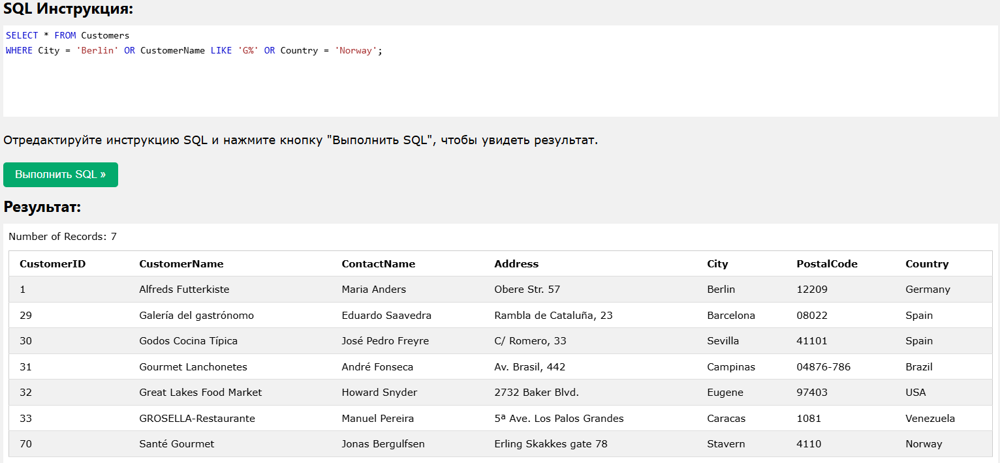 SQL Инструкция:
SELECT * FROM Customers
WHERE City = 'Berlin' OR CustomerName LIKE 'G%' OR Country = 'Norway';
Отредактируйте инструкцию SQL и нажмите кнопку "Выполнить SQL", чтобы увидеть результат.
Выполнить SQL »
Результат:
Number of Records: 7
CustomerID CustomerName ContactName Address City PostalCode Country
1 Alfreds Futterkiste Maria Anders Obere Str. 57 Berlin 12209 Germany
29 Galería del gastrónomo Eduardo Saavedra Rambla de Cataluña, 23 Barcelona 08022 Spain
30 Godos Cocina Típica José Pedro Freyre C/ Romero, 33 Sevilla 41101 Spain
31 Gourmet Lanchonetes André Fonseca Av. Brasil, 442 Campinas 04876-786 Brazil
32 Great Lakes Food Market Howard Snyder 2732 Baker Blvd. Eugene 97403 USA
33 GROSELLA-Restaurante Manuel Pereira 5ª Ave. Los Palos Grandes Caracas 1081 Venezuela
70 Santé Gourmet Jonas Bergulfsen Erling Skakkes gate 78 Stavern 4110 Norway